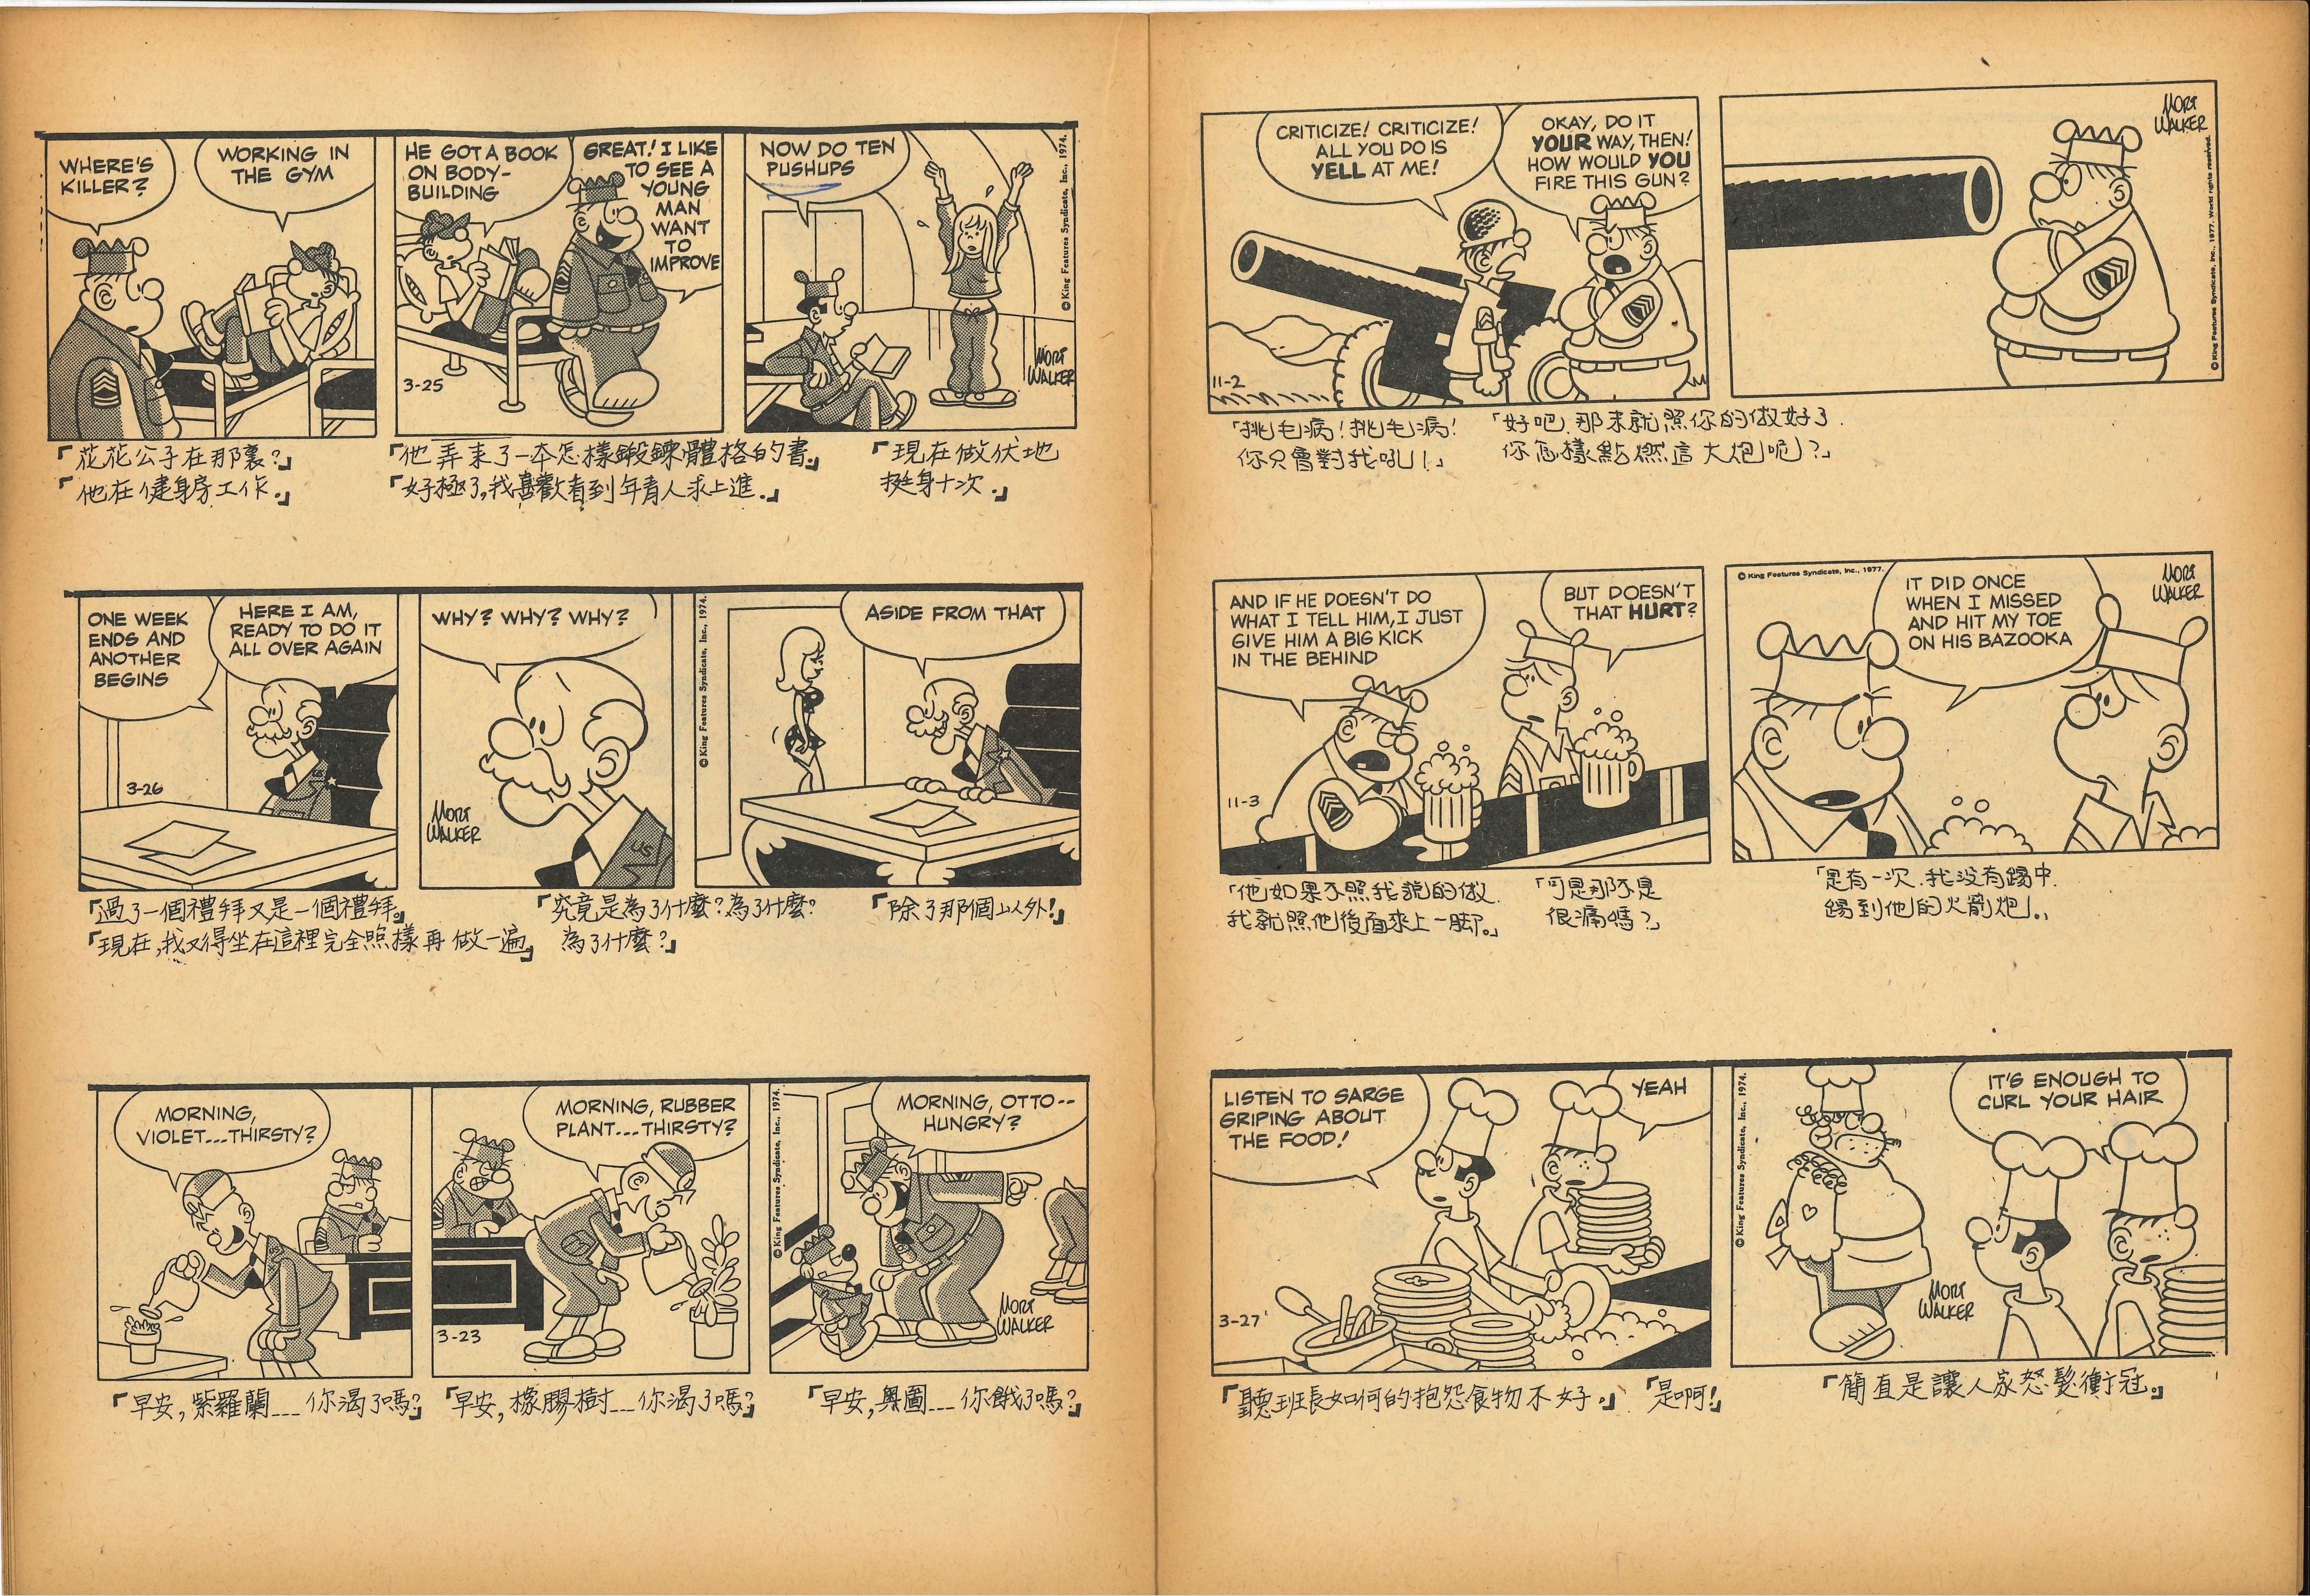 WHERE'S
KILLER?
WORKING IN
THE GYM
HE GOT A BOOK
ON BODY-
BUILDING
GREAT! I LIKE
TO SEE A
YOUNG
MAN
WANT
TO
IMPROVE
3-25
NOW DO TEN
PUSHUPS
© King Features Syndicate, Inc., 1974.
MORT
WALKER
「花花公子在那裏?」
「他在健身房工作。」
「他弄來了一本怎樣鍛鍊體格的書。」
「好極了,我喜歡看到年青人求上進。」
「現在做伏地
挺身十次。」
ONE WEEK
ENDS AND
ANOTHER
BEGINS
HERE I AM,
READY TO DO IT
ALL OVER AGAIN
3-26
US
WHY? WHY? WHY?
MORT
WALKER
US
© King Features Syndicate, Inc., 1974.
ASIDE FROM THAT
「過了一個禮拜又是一個禮拜。」
「現在,我又得坐在這裡完全照樣再做一遍」
「究竟是為了什麼?為了什麼?
為了什麼?」
「除了那個以外!」
MORNING,
VIOLET...THIRSTY?
MORNING, RUBBER
PLANT...THIRSTY?
3-23
© King Features Syndicate, Inc., 1974.
MORNING, OTTO--
HUNGRY?
MORT
WALKER
「早安,紫羅蘭___你渴了嗎?」
「早安,橡膠樹__你渴了嗎?」
「早安,奧圖___你餓了嗎?」
CRITICIZE! CRITICIZE!
ALL YOU DO IS
YELL AT ME!
OKAY, DO IT
YOUR WAY, THEN!
HOW WOULD YOU
FIRE THIS GUN?
11-2
MORT
WALKER
© King Features Syndicate, Inc., 1977. World rights reserved.
「挑毛病!挑毛病!
你只會對我吼!」
「好吧.那末就照你的做好了.
你怎樣點燃這大炮呢?」
AND IF HE DOESN'T DO
WHAT I TELL HIM, I JUST
GIVE HIM A BIG KICK
IN THE BEHIND
BUT DOESN'T
THAT HURT?
11-3
© King Features Syndicate, Inc., 1977.
IT DID ONCE
WHEN I MISSED
AND HIT MY TOE
ON HIS BAZOOKA
MORT
WALKER
「他如果不照我說的做.
我就照他後面來上一脚。」
「可是那不是
很痛嗎?」
「是有一次.我没有踢中.
踢到他的火箭炮」.
LISTEN TO SARGE
GRIPING ABOUT
THE FOOD!
YEAH
3-27
© King Features Syndicate, Inc., 1974.
IT'S ENOUGH TO
CURL YOUR HAIR
MORT
WALKER
「聽班長如何的抱怨食物不好。」
「是啊!」
「簡直是讓人家怒髮衝冠。」